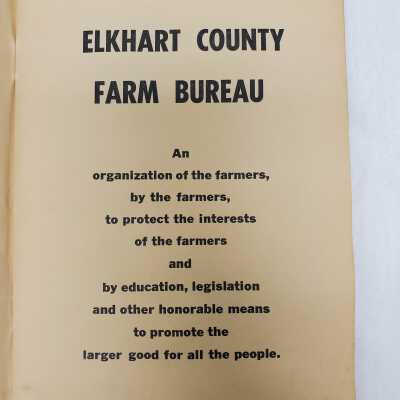 ELKHART COUNTY
FARM BUREAU
An
organization of the farmers,
by the farmers,
to protect the interests
of the farmers
and
by education, legislation
and other honorable means
to promote the
larger good for all the people.